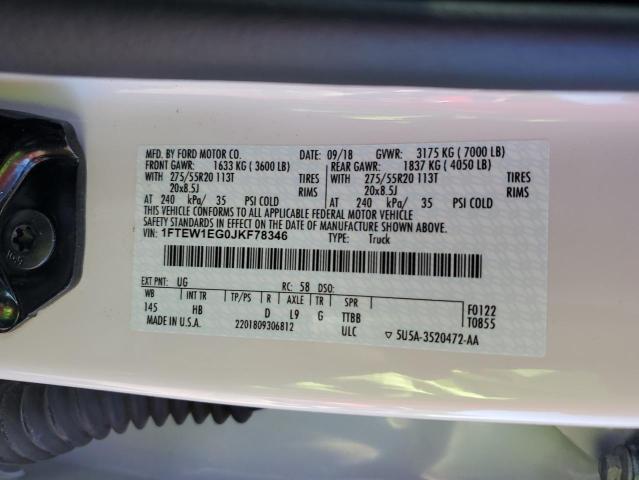 MFD. BY FORD MOTOR CO. DATE: 09/18 GVWR: 3175 KG ( 7000 LB)
FRONT GAWR: 1633 KG ( 3600 LB) REAR GAWR: 1837 KG ( 4050 LB)
WITH 275/55R20 113T TIRES WITH 275/55R20 113T TIRES
20x8.5J RIMS 20x8.5J RIMS
AT 240 kPa/ 35 PSI COLD AT 240 kPa/ 35 PSI COLD
THIS VEHICLE CONFORMS TO ALL APPLICABLE FEDERAL MOTOR VEHICLE
SAFETY STANDARDS IN EFFECT ON THE DATE OF MANUFACTURE SHOWN ABOVE
VIN: 1FTEW1EG0JKF78346 TYPE: Truck
EXT PNT: UG RC: 58 DSO:
WB INT TR TP/PS R AXLE TR SPR F0122
145 HB D L9 G TTBB T0855
MADE IN U.S.A. 2201809306812 ULC 5U5A-3520472-AA